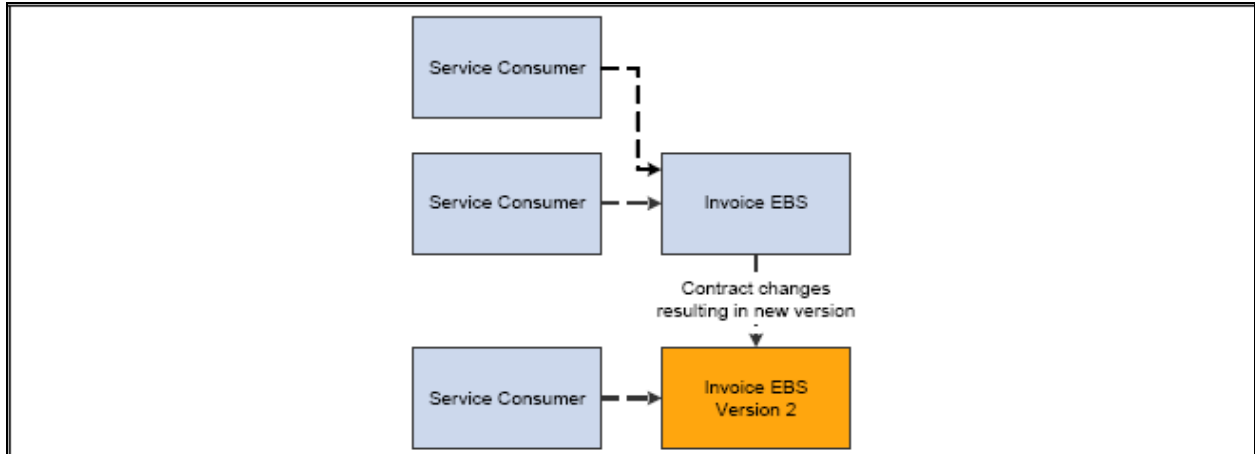 Service Consumer
Service Consumer
Invoice EBS
Contract changes
resulting in new version
Service Consumer
Invoice EBS
Version 2